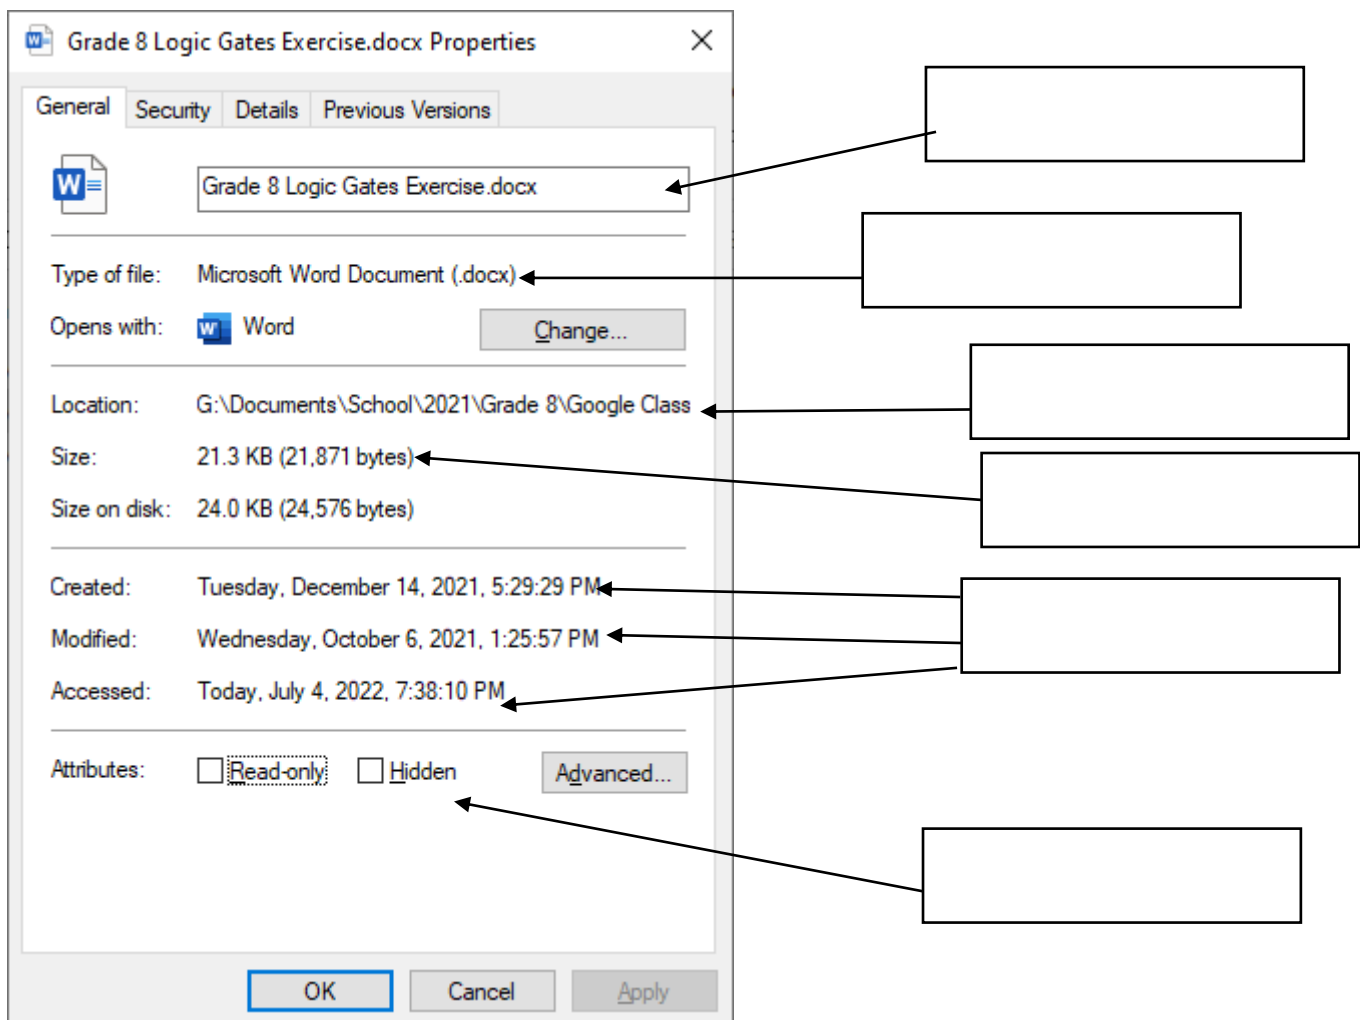 Grade 8 Logic Gates Exercise.docx Properties
General Security Details Previous Versions
W
Grade 8 Logic Gates Exercise.docx
Type of file: Microsoft Word Document (.docx)
Opens with: W Word Change...
Location: G:\Documents\School\2021\Grade 8\Google Class
Size: 21.3 KB (21,871 bytes)
Size on disk: 24.0 KB (24,576 bytes)
Created: Tuesday, December 14, 2021, 5:29:29 PM
Modified: Wednesday, October 6, 2021, 1:25:57 PM
Accessed: Today, July 4, 2022, 7:38:10 PM
Attributes: Read-only Hidden Advanced...
OK Cancel Apply